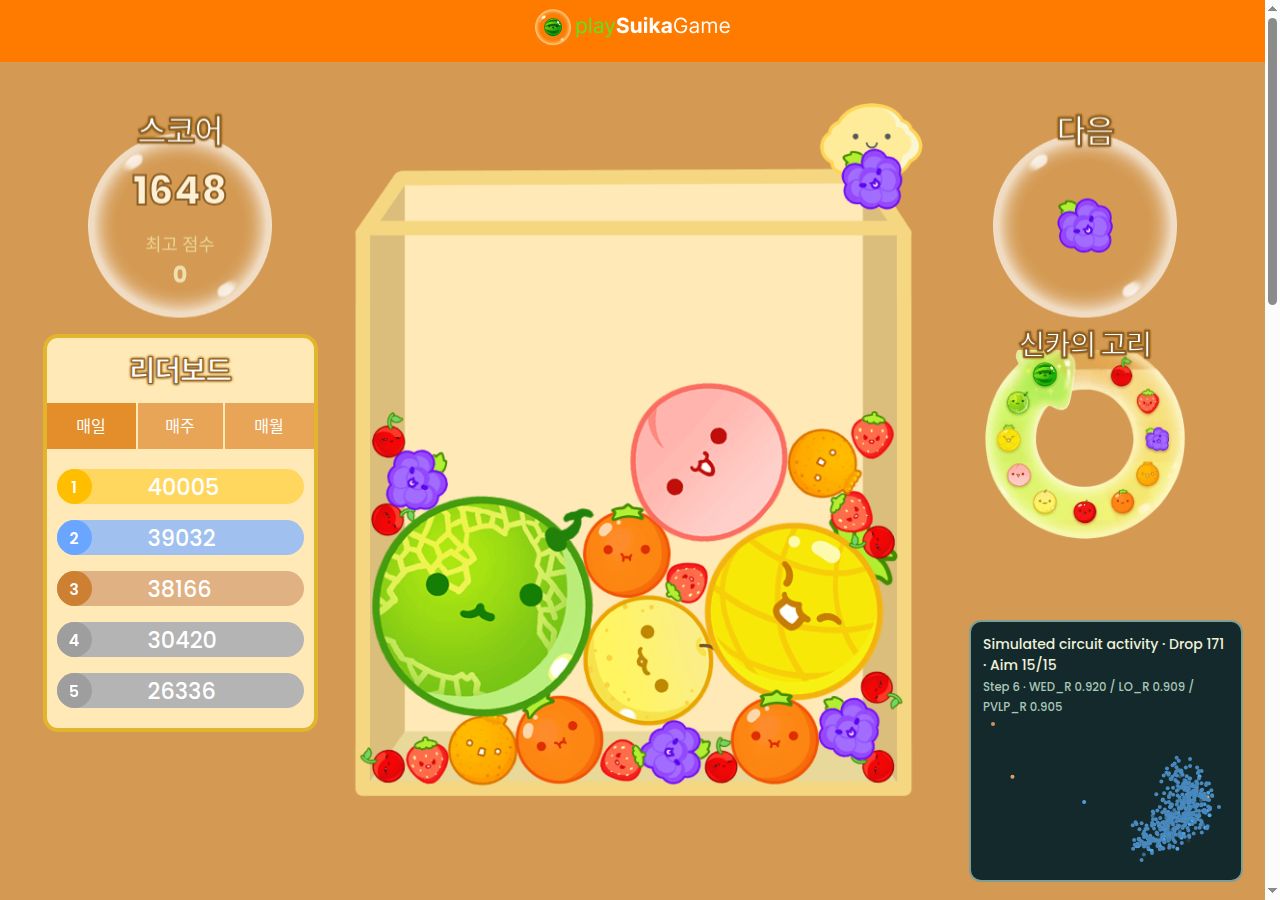 playSuikaGame
스코어
1648
최고 점수
0
다음
신카의 고리
리더보드
매일 매주 매월
1 40005
2 39032
3 38166
4 30420
5 26336
Simulated circuit activity · Drop 171
· Aim 15/15
Step 6 · WED_R 0.920 / LO_R 0.909 /
PVLP_R 0.905